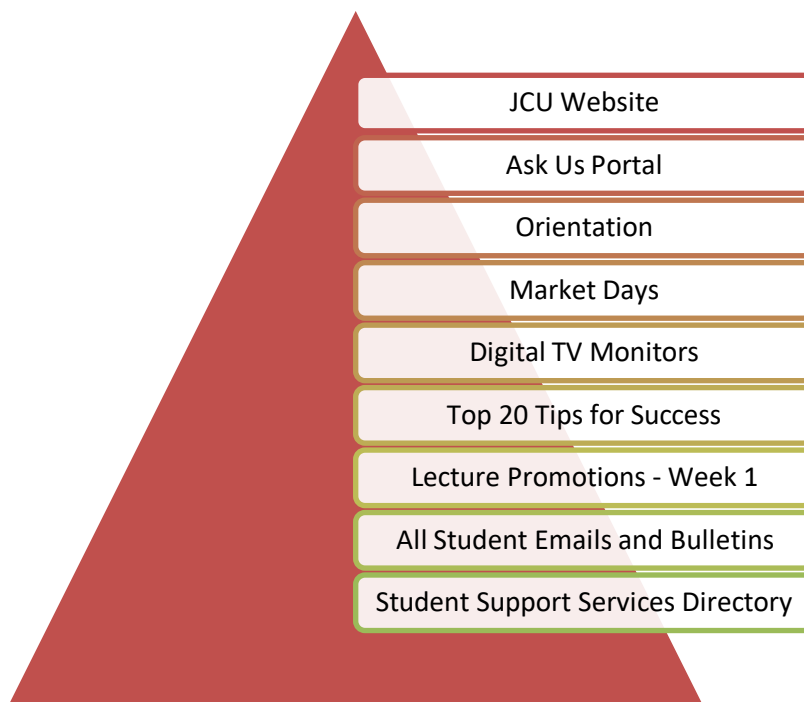 JCU Website
Ask Us Portal
Orientation
Market Days
Digital TV Monitors
Top 20 Tips for Success
Lecture Promotions - Week 1
All Student Emails and Bulletins
Student Support Services Directory